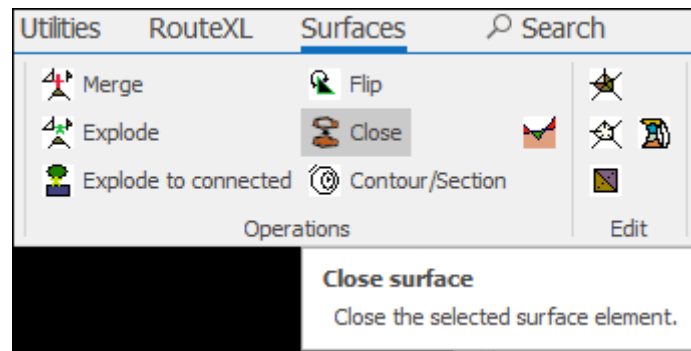 Utilities RouteXL Surfaces Search
Merge Flip
Explode Close
Explode to connected Contour/Section
Operations Edit
Close surface
Close the selected surface element.